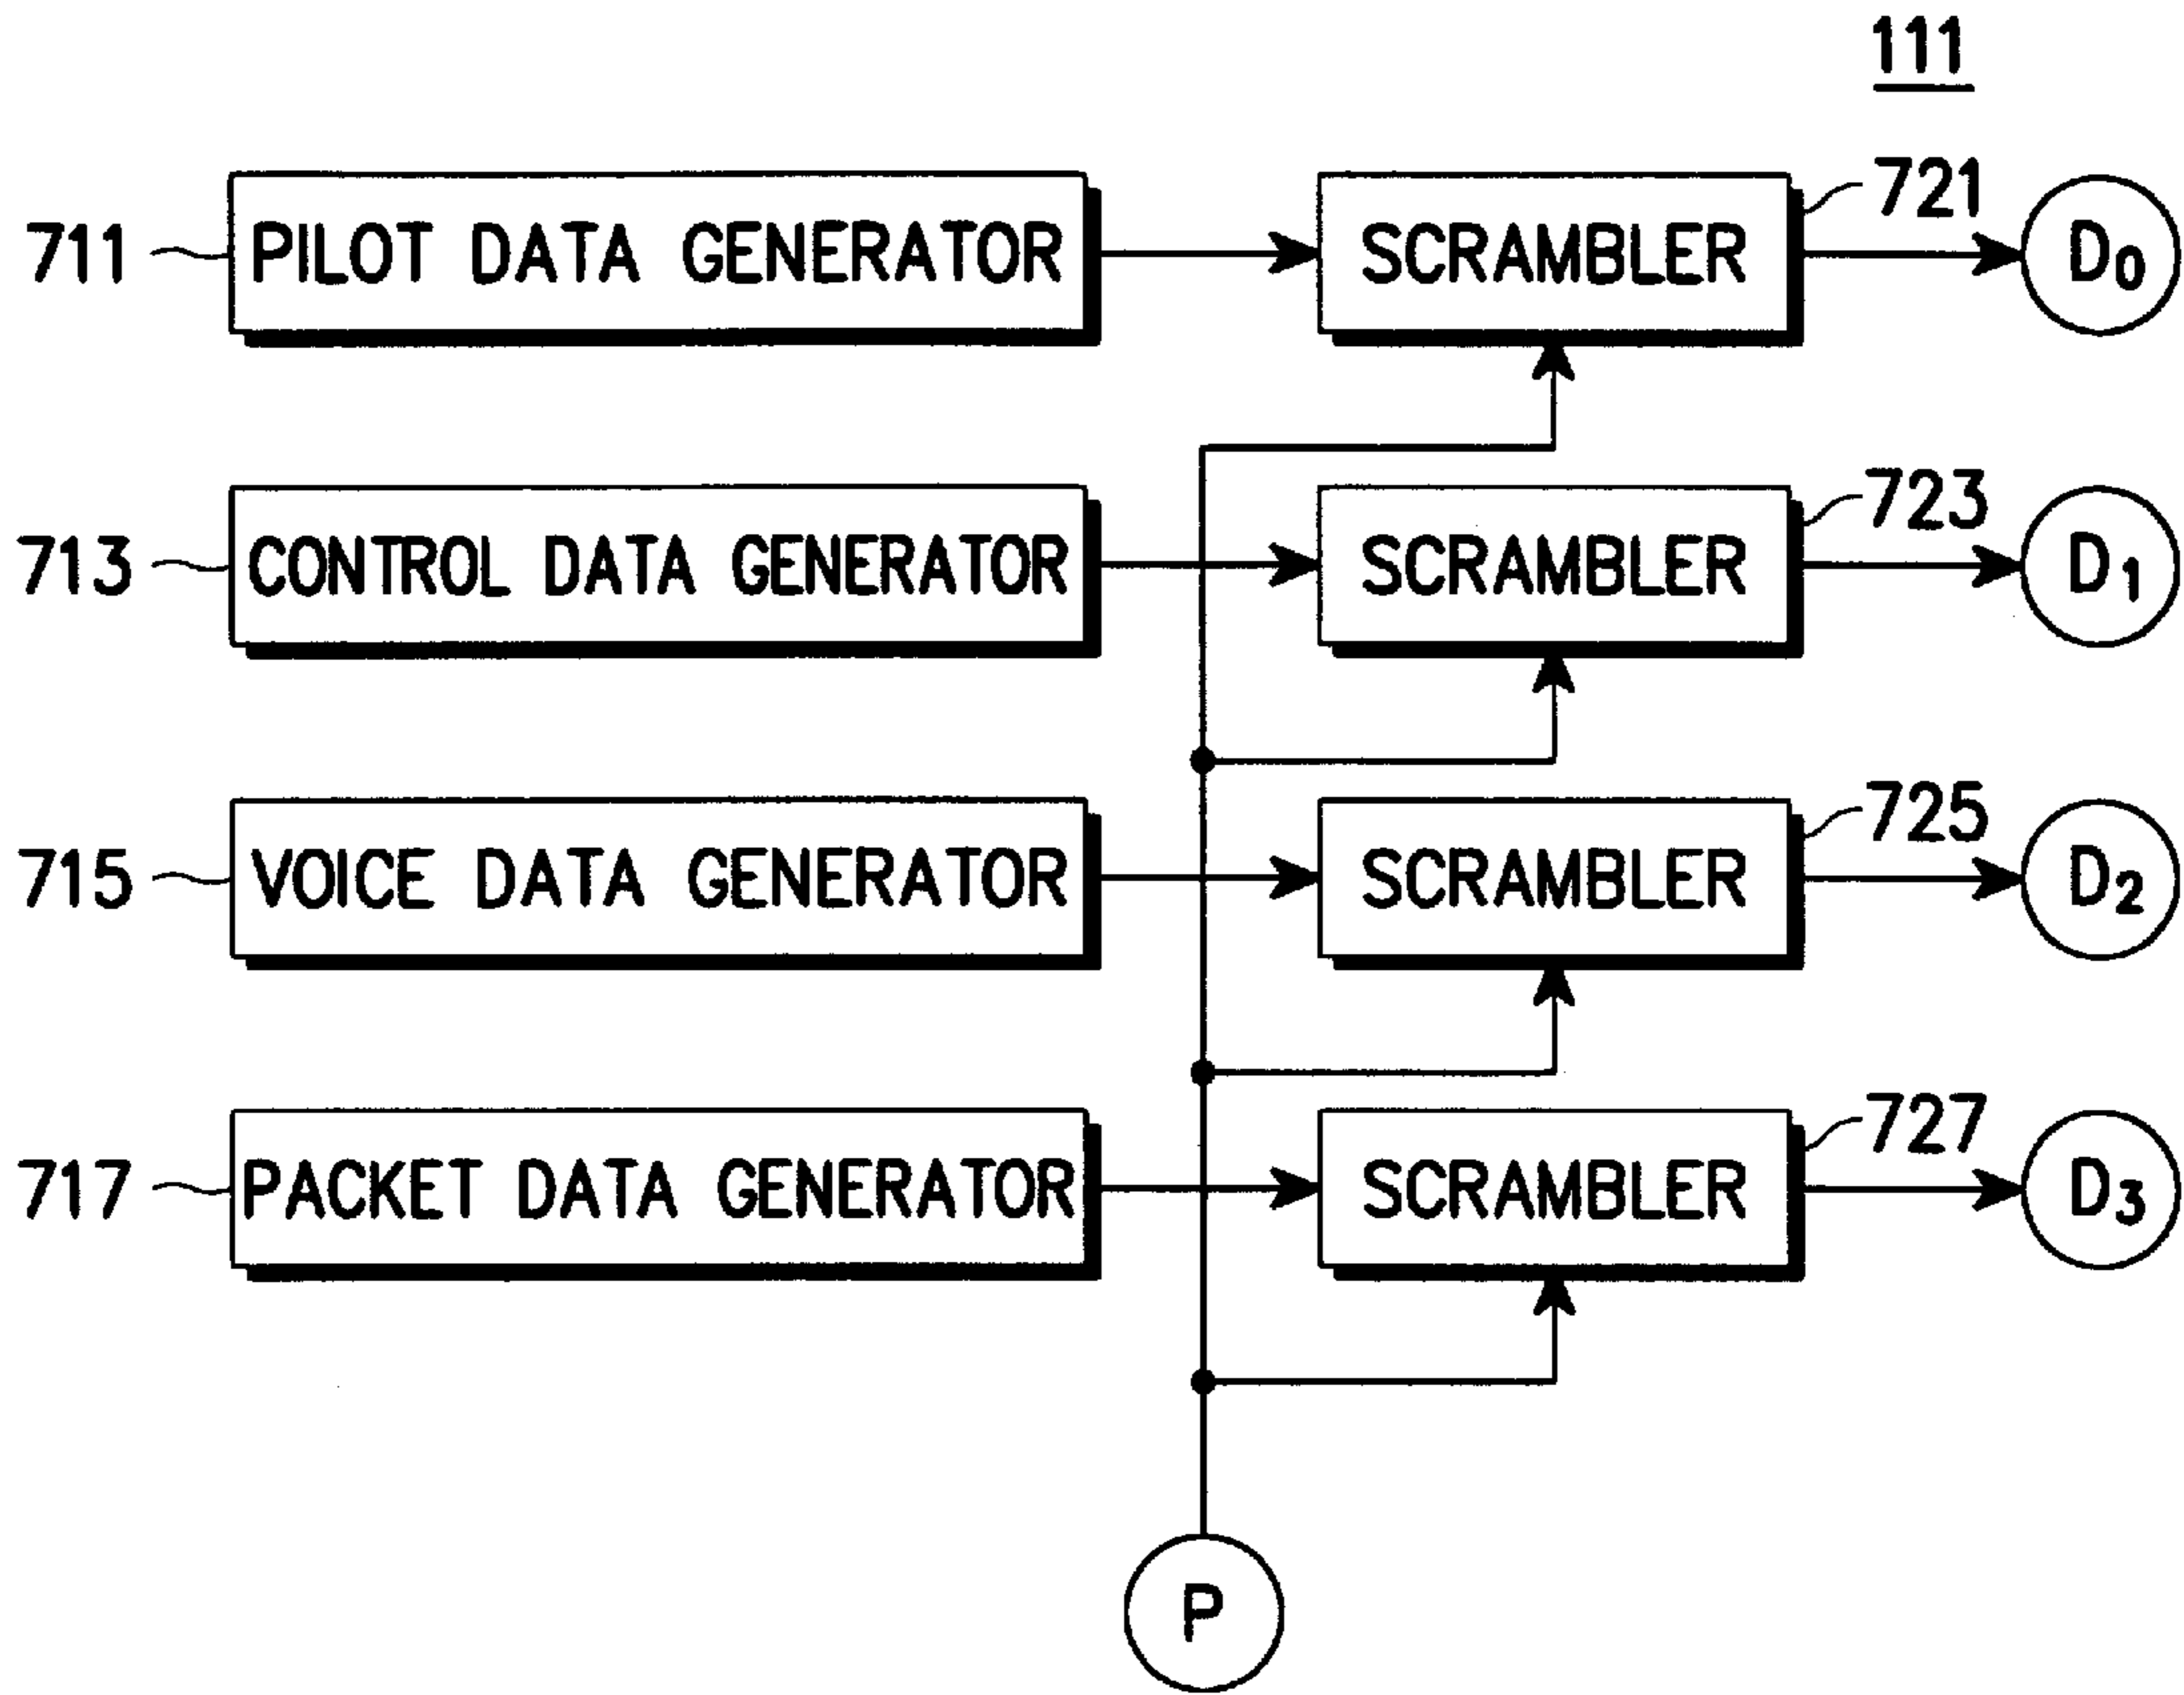 111
711 PILOT DATA GENERATOR SCRAMBLER 721 D0
713 CONTROL DATA GENERATOR SCRAMBLER 723 D1
715 VOICE DATA GENERATOR SCRAMBLER 725 D2
717 PACKET DATA GENERATOR SCRAMBLER 727 D3
P